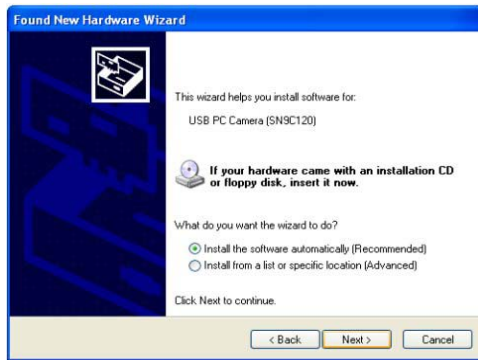 Found New Hardware Wizard
This wizard helps you install software for:
USB PC Camera (SN9C120)
If your hardware came with an installation CD
or floppy disk, insert it now.
What do you want the wizard to do?
Install the software automatically (Recommended)
Install from a list or specific location (Advanced)
Click Next to continue.
< Back Next > Cancel